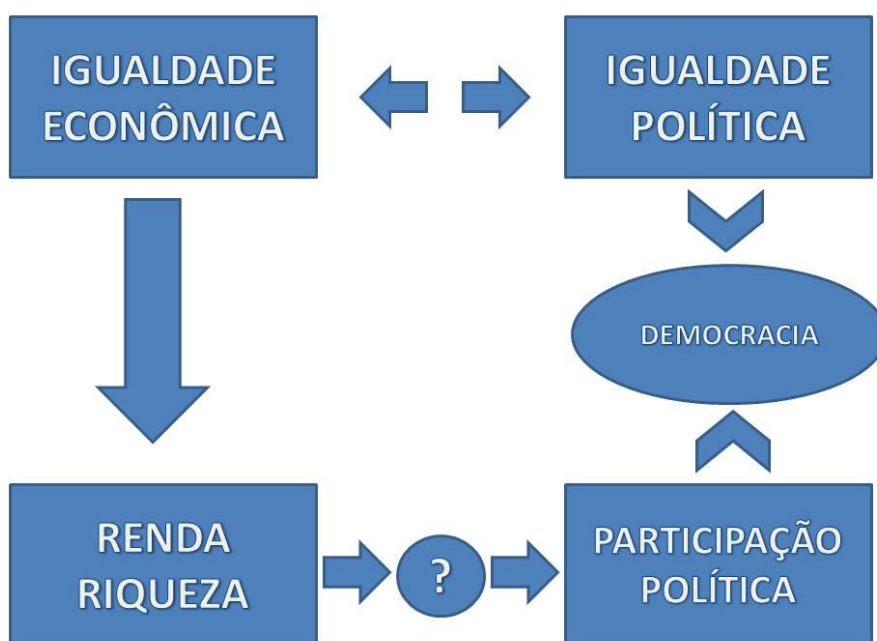 IGUALDADE
ECONÔMICA
IGUALDADE
POLÍTICA
DEMOCRACIA
RENDA
RIQUEZA
?
PARTICIPAÇÃO
POLÍTICA